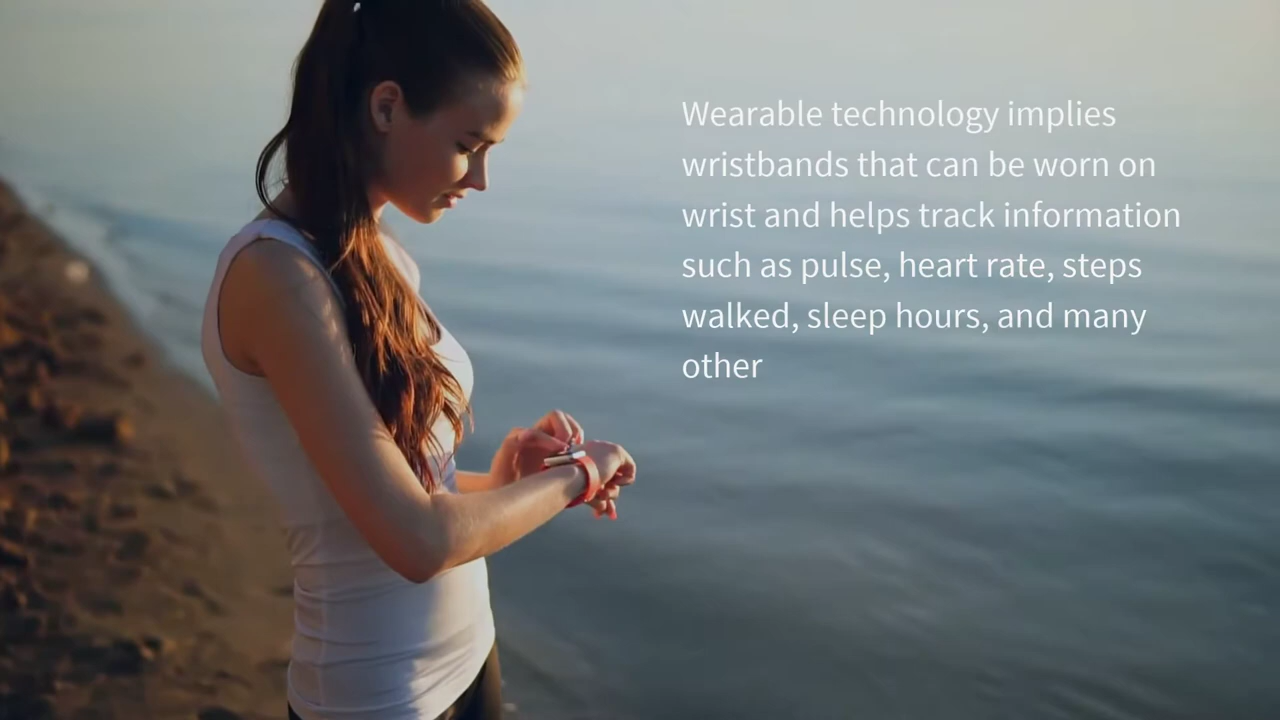 Wearable technology implies
wristbands that can be worn on
wrist and helps track information
such as pulse, heart rate, steps
walked, sleep hours, and many
other